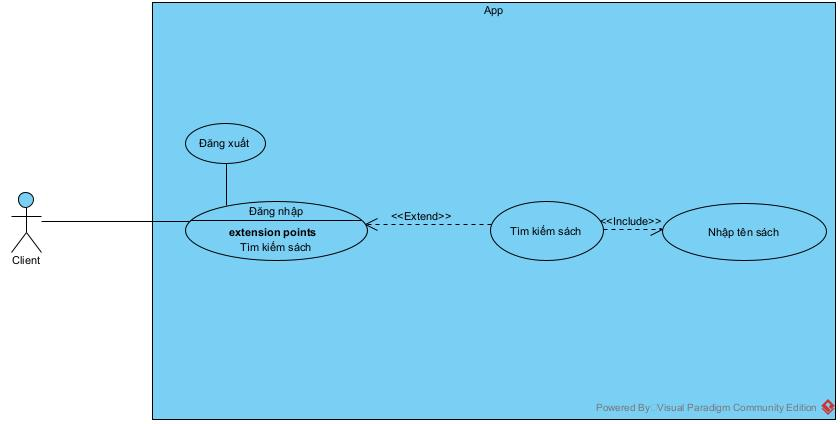 App
Đăng xuất
Đăng nhập
extension points
Tìm kiếm sách
<<Extend>>
Tìm kiếm sách
<<Include>>
Nhập tên sách
Client
Powered By Visual Paradigm Community Edition